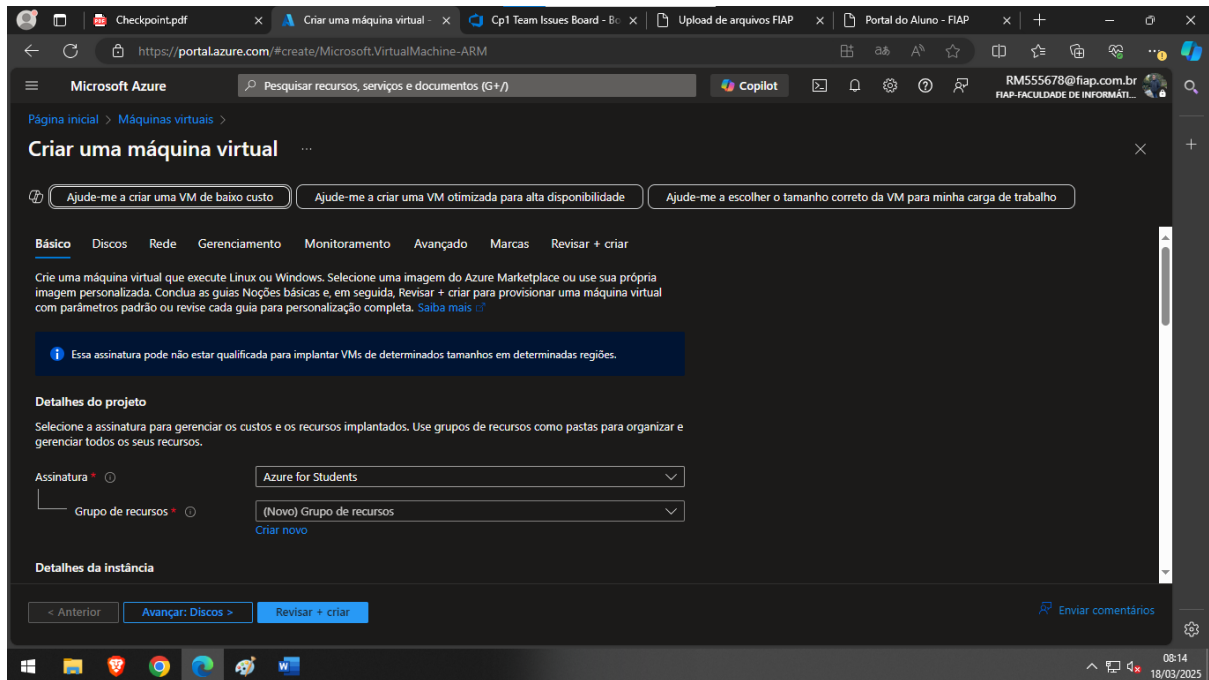 Checkpoint.pdf
Criar uma máquina virtual -
Cp1 Team Issues Board - Bo
Upload de arquivos FIAP
Portal do Aluno - FIAP
https://portal.azure.com/#create/Microsoft.VirtualMachine-ARM
Microsoft Azure
Pesquisar recursos, serviços e documentos (G+/)
Copilot
RM555678@fiap.com.br
FIAP-FACULDADE DE INFORMÁTI...
Página inicial > Máquinas virtuais >
Criar uma máquina virtual ...
Ajude-me a criar uma VM de baixo custo
Ajude-me a criar uma VM otimizada para alta disponibilidade
Ajude-me a escolher o tamanho correto da VM para minha carga de trabalho
Básico Discos Rede Gerenciamento Monitoramento Avançado Marcas Revisar + criar
Crie uma máquina virtual que execute Linux ou Windows. Selecione uma imagem do Azure Marketplace ou use sua própria
imagem personalizada. Conclua as guias Noções básicas e, em seguida, Revisar + criar para provisionar uma máquina virtual
com parâmetros padrão ou revise cada guia para personalização completa. Saiba mais
Essa assinatura pode não estar qualificada para implantar VMs de determinados tamanhos em determinadas regiões.
Detalhes do projeto
Selecione a assinatura para gerenciar os custos e os recursos implantados. Use grupos de recursos como pastas para organizar e
gerenciar todos os seus recursos.
Assinatura *
Azure for Students
Grupo de recursos *
(Novo) Grupo de recursos
Criar novo
Detalhes da instância
< Anterior
Avançar: Discos >
Revisar + criar
Enviar comentários
08:14
18/03/2025